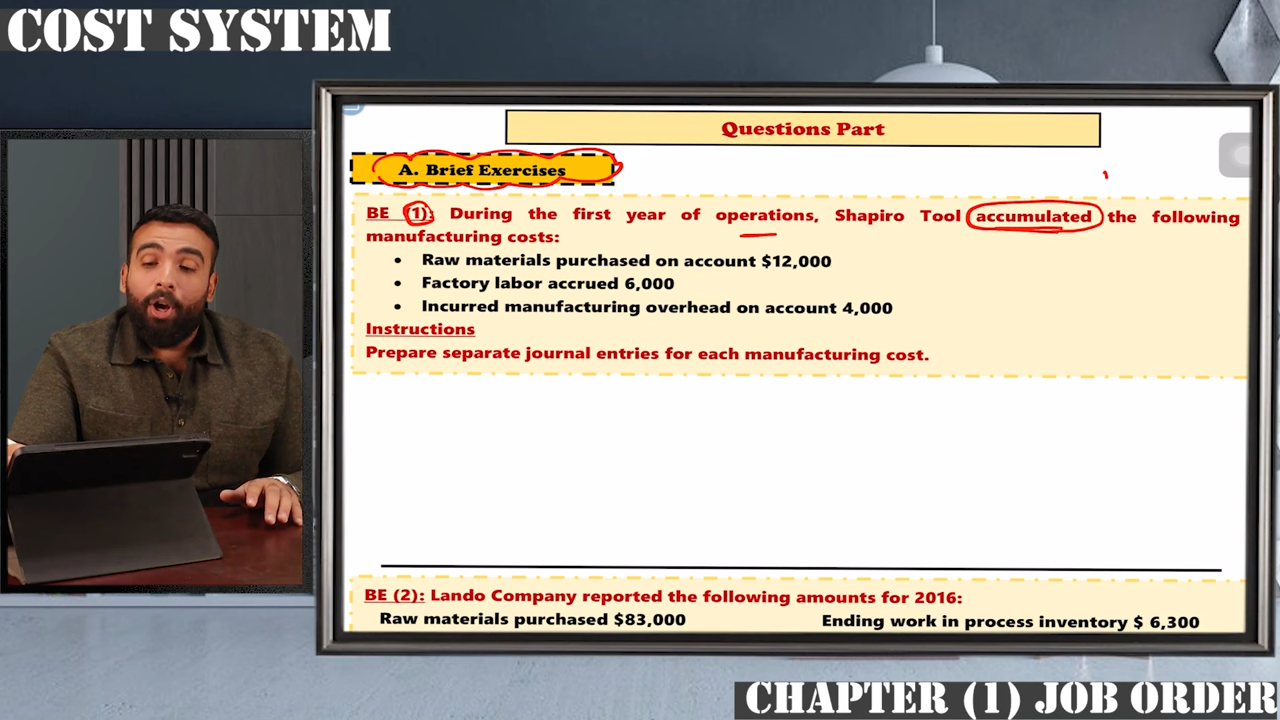 COST SYSTEM
Questions Part
A. Brief Exercises
BE (1): During the first year of operations, Shapiro Tool accumulated the following
manufacturing costs:
• Raw materials purchased on account $12,000
• Factory labor accrued 6,000
• Incurred manufacturing overhead on account 4,000
Instructions
Prepare separate journal entries for each manufacturing cost.
BE (2): Lando Company reported the following amounts for 2016:
Raw materials purchased $83,000 Ending work in process inventory $ 6,300
CHAPTER (1) JOB ORDER